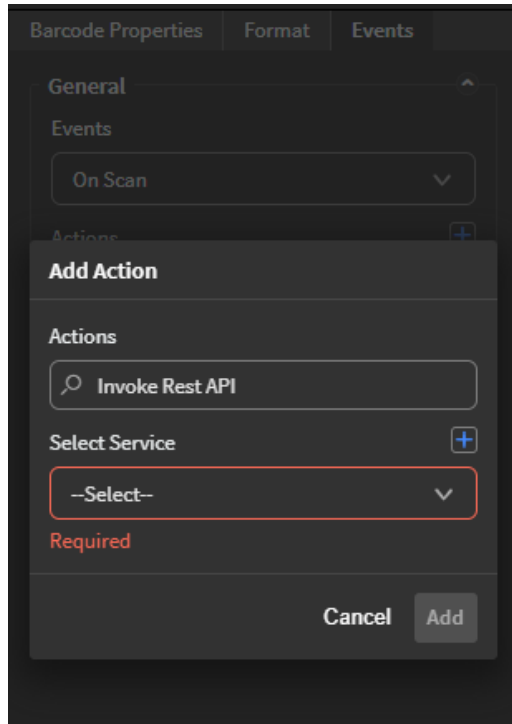 Barcode Properties Format Events
General
Events
On Scan
Actions
Add Action
Actions
Invoke Rest API
Select Service
--Select--
Required
Cancel Add